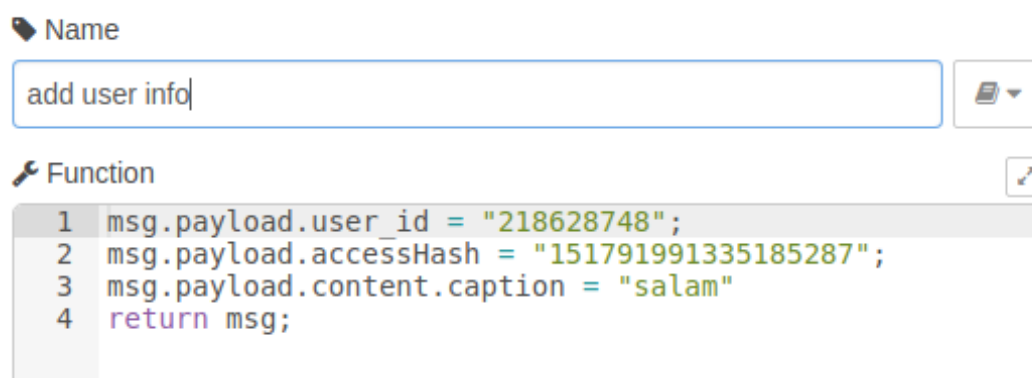 Name
add user info
Function
1 msg.payload.user_id = "218628748";
2 msg.payload.accessHash = "151791991335185287";
3 msg.payload.content.caption = "salam"
4 return msg;